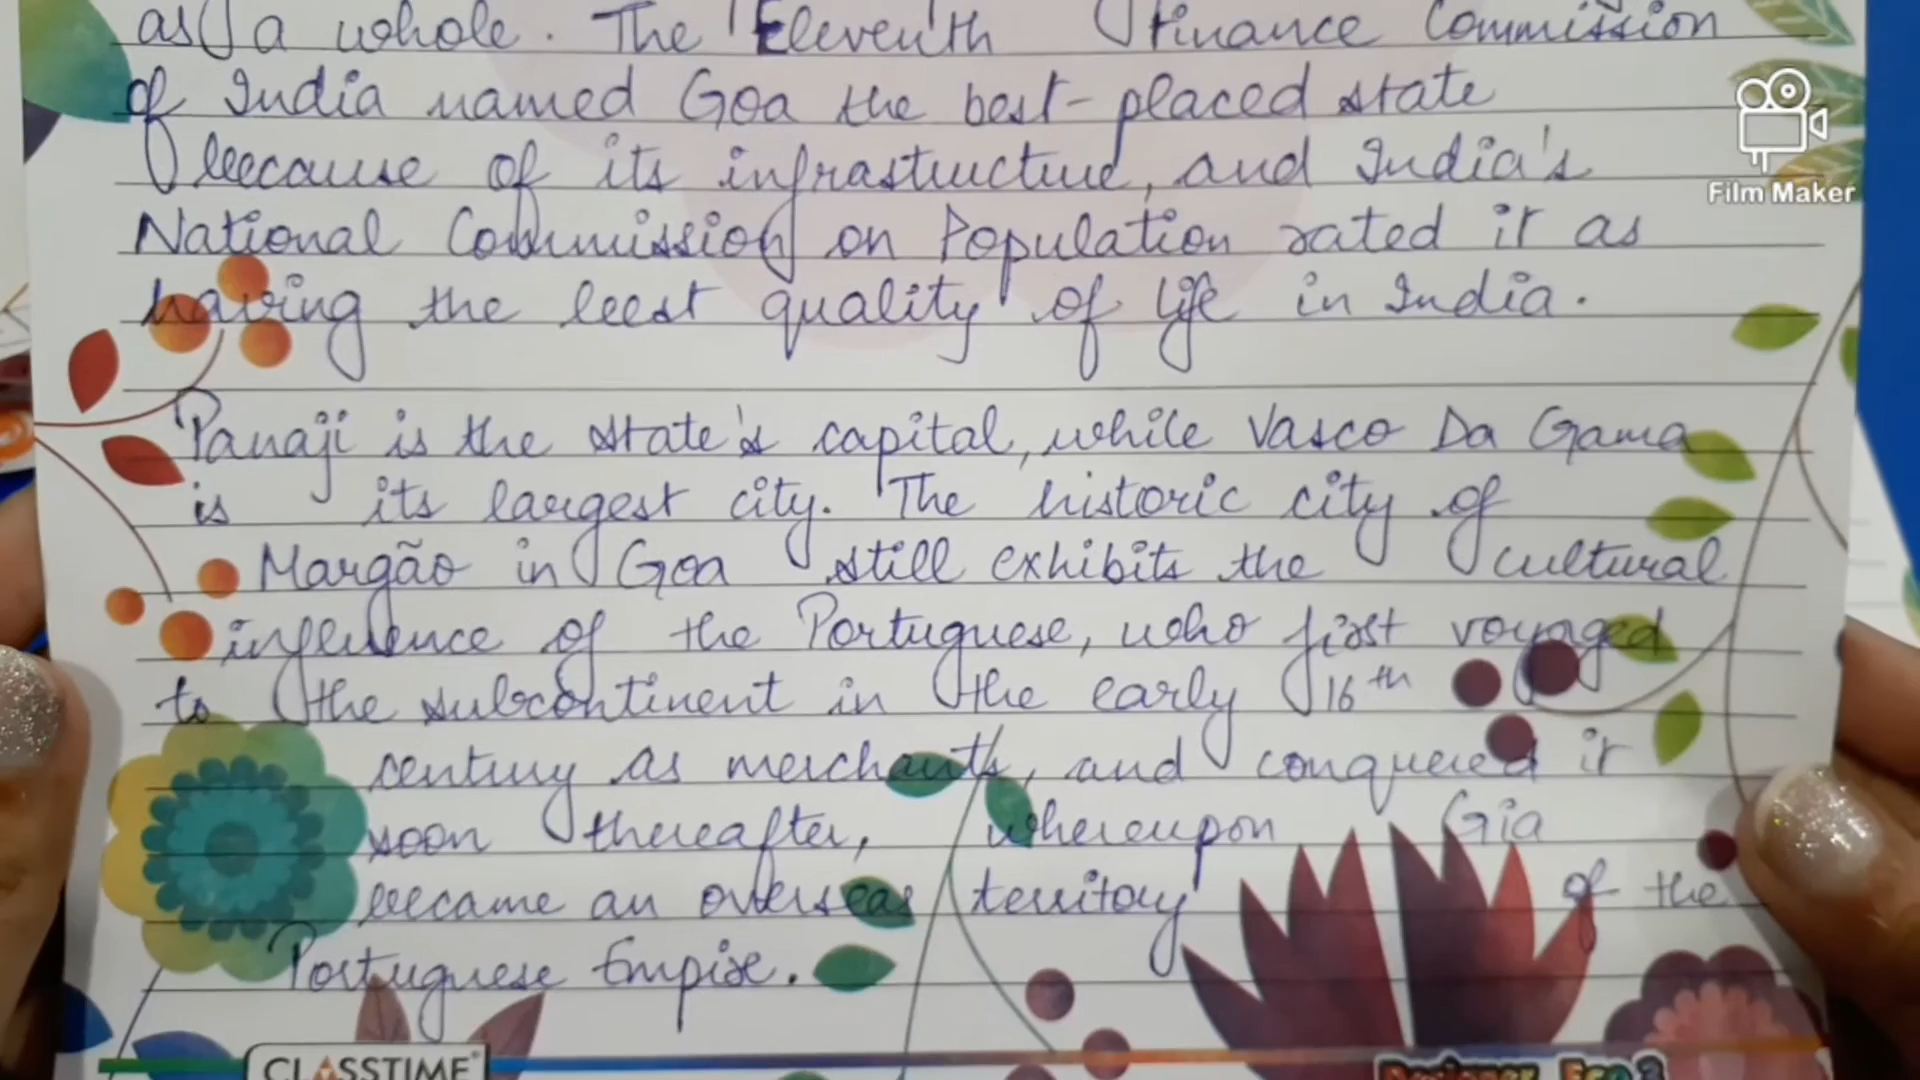 as a whole. The Eleventh Finance Commission
of India named Goa the best-placed state
because of its infrastructure, and India's
National Commission on Population rated it as
having the best quality of life in India.
Panaji is the state's capital, while Vasco Da Gama
is its largest city. The historic city of
Margão in Goa still exhibits the cultural
influence of the Portuguese, who first voyaged
to the subcontinent in the early 16th
century as merchants, and conquered it
soon thereafter, whereupon Gia
became an overseas territory of the
Portuguese Empire.
Film Maker
CLASSTIME